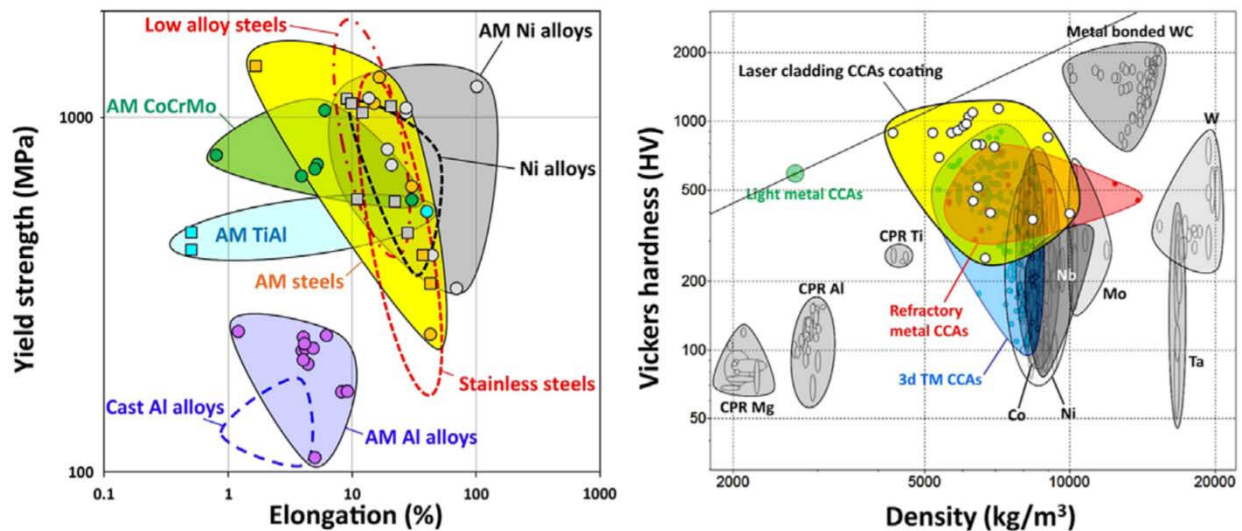 Low alloy steels
AM Ni alloys
AM CoCrMo
Ni alloys
AM TiAl
AM steels
Stainless steels
Cast Al alloys
AM Al alloys
Yield strength (MPa)
1000
100
0.1
1
10
100
1000
Elongation (%)
Metal bonded WC
Laser cladding CCAs coating
W
Light metal CCAs
CPR Ti
Nb
Mo
CPR Al
Refractory
metal CCAs
Ta
3d TM CCAs
CPR Mg
Co
Ni
Vickers hardness (HV)
2000
1000
500
200
100
50
2000
5000
10000
20000
Density (kg/m³)